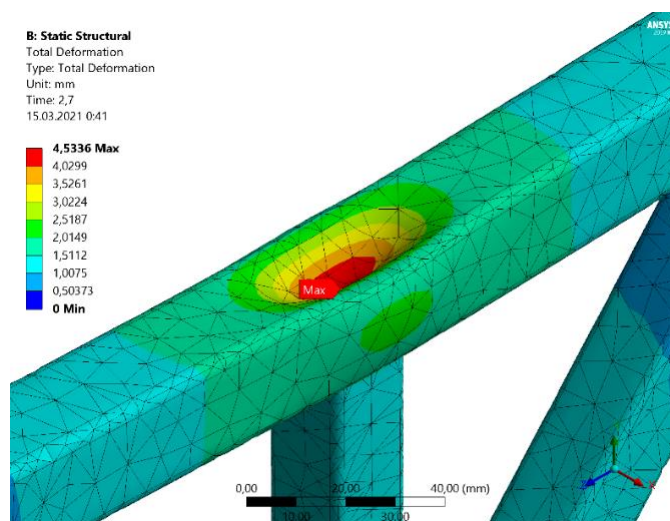 B: Static Structural
Total Deformation
Type: Total Deformation
Unit: mm
Time: 2,7
15.03.2021 0:41
4,5336 Max
4,0299
3,5261
3,0224
2,5187
2,0149
1,5112
1,0075
0,50373
0 Min
ANSYS
Max
0,00 20,00 40,00 (mm)
10,00 30,00
Y
Z X